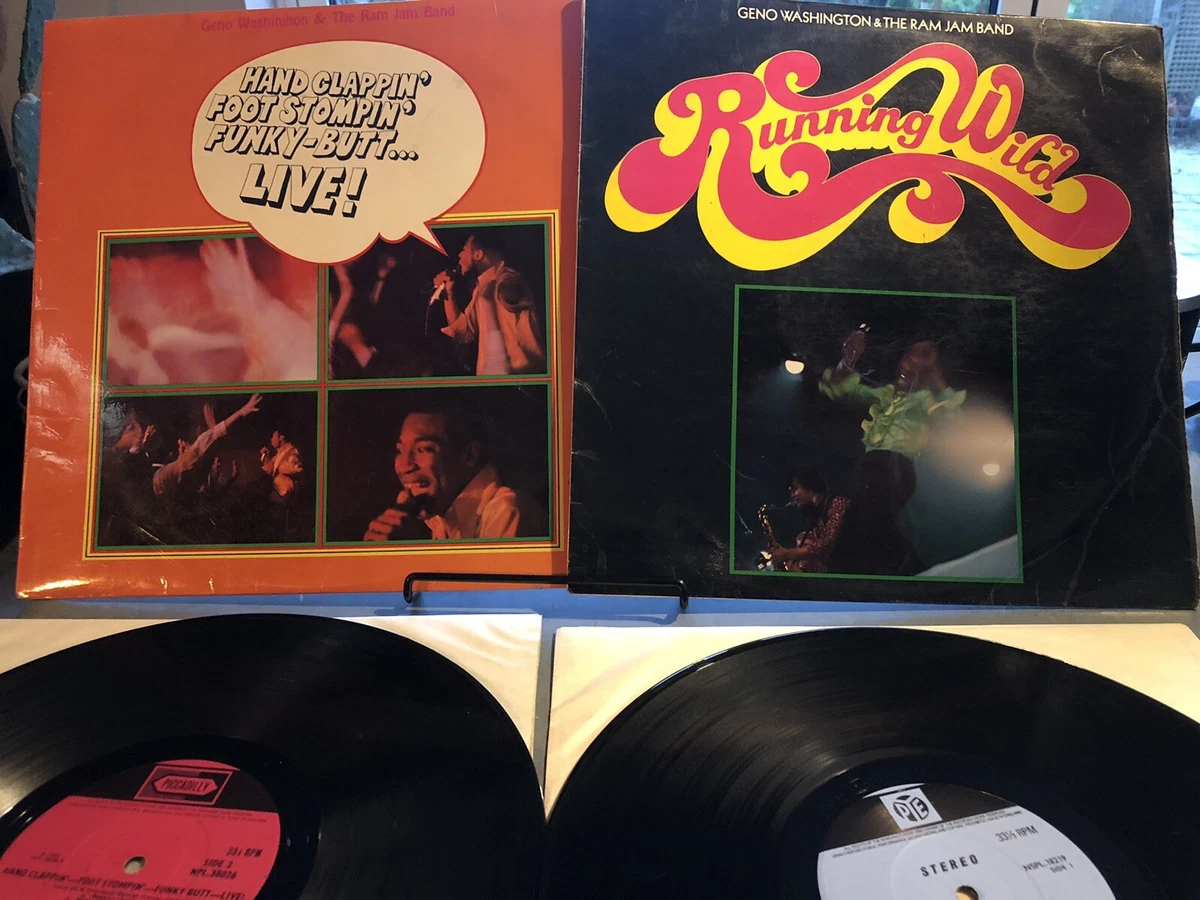 Geno Washington & The Ram Jam Band
HAND CLAPPIN'
FOOT STOMPIN'
FUNKY-BUTT...
LIVE!
GENO WASHINGTON & THE RAM JAM BAND
Running Wild
PICCADILLY
33⅓ RPM
SIDE 2
NPL.38026
HAND CLAPPIN'—FOOT STOMPIN'—FUNKY BUTT—LIVE!
PYE
33⅓ RPM
STEREO
NSPL.18219
SIDE 1